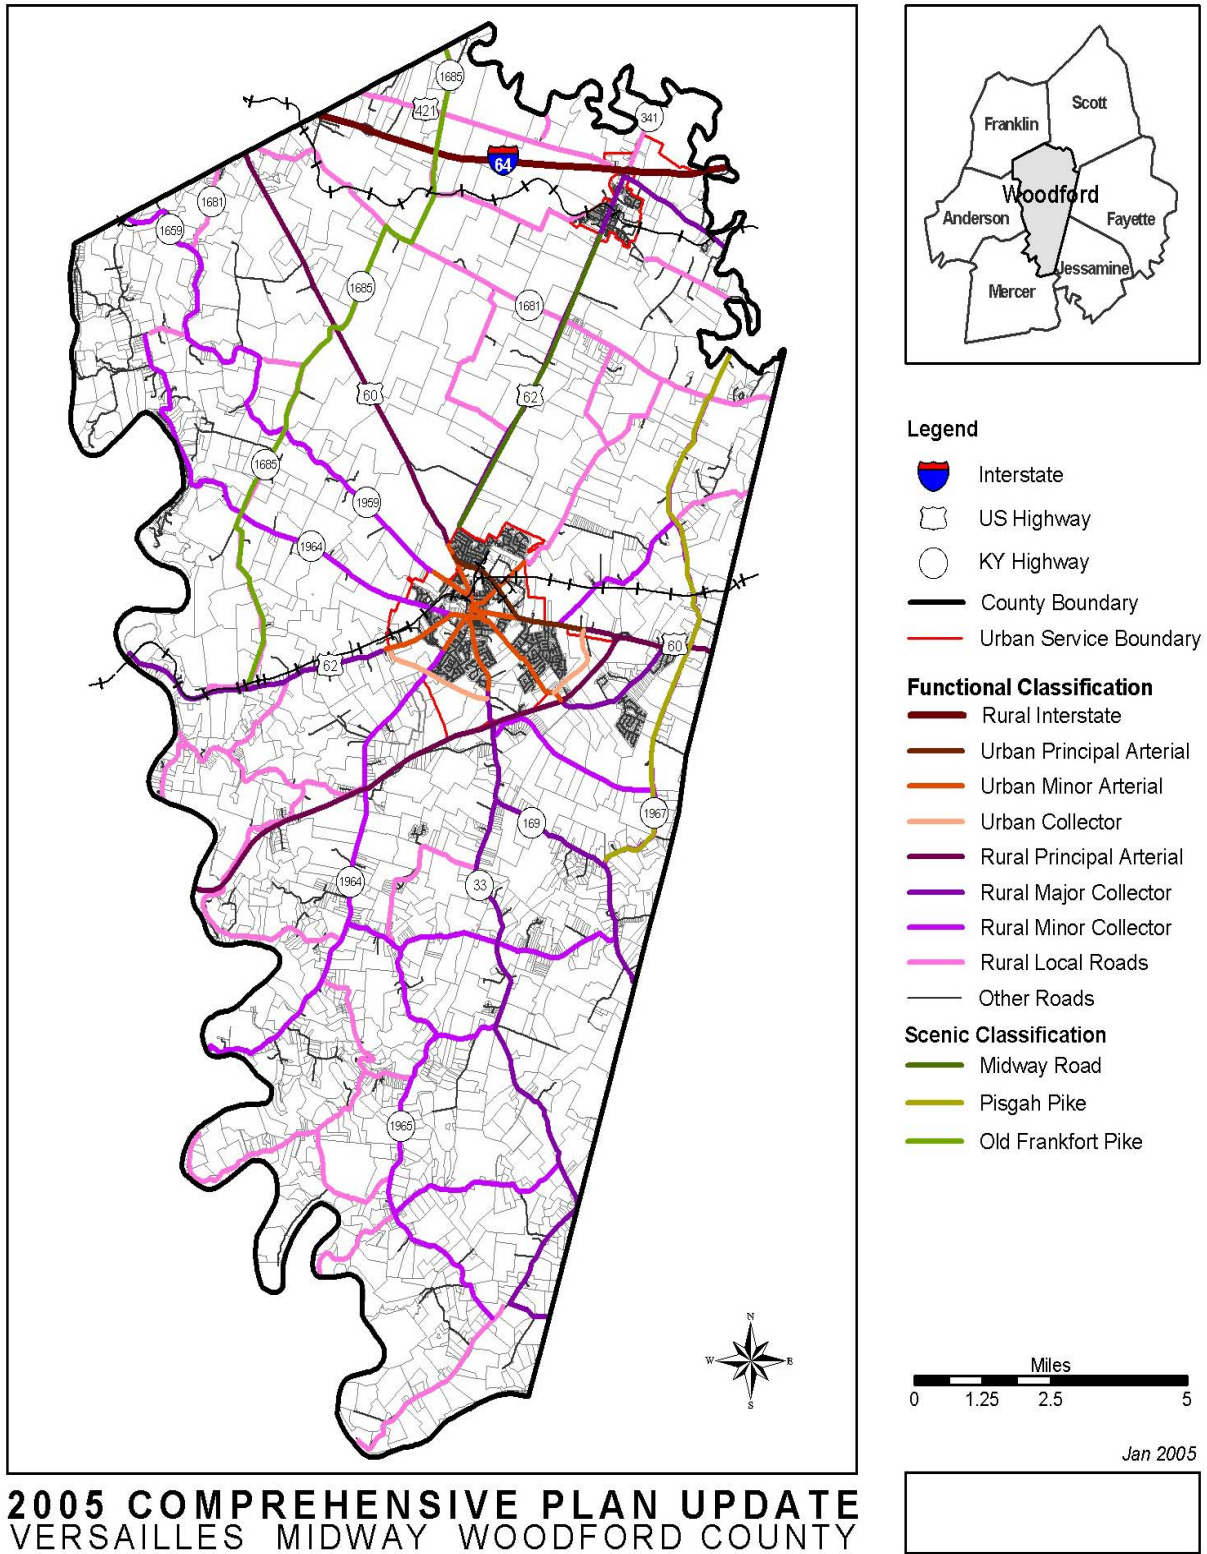 1685
421
341
64
1681
1659
1685
1681
60
62
1685
1959
1964
62
60
1967
169
1964
33
1965
N
W E
S
Scott
Franklin
Woodford
Anderson
Fayette
Jessamine
Mercer
Legend
Interstate
US Highway
KY Highway
County Boundary
Urban Service Boundary
Functional Classification
Rural Interstate
Urban Principal Arterial
Urban Minor Arterial
Urban Collector
Rural Principal Arterial
Rural Major Collector
Rural Minor Collector
Rural Local Roads
Other Roads
Scenic Classification
Midway Road
Pisgah Pike
Old Frankfort Pike
Miles
0 1.25 2.5 5
Jan 2005
2005 COMPREHENSIVE PLAN UPDATE
VERSAILLES MIDWAY WOODFORD COUNTY